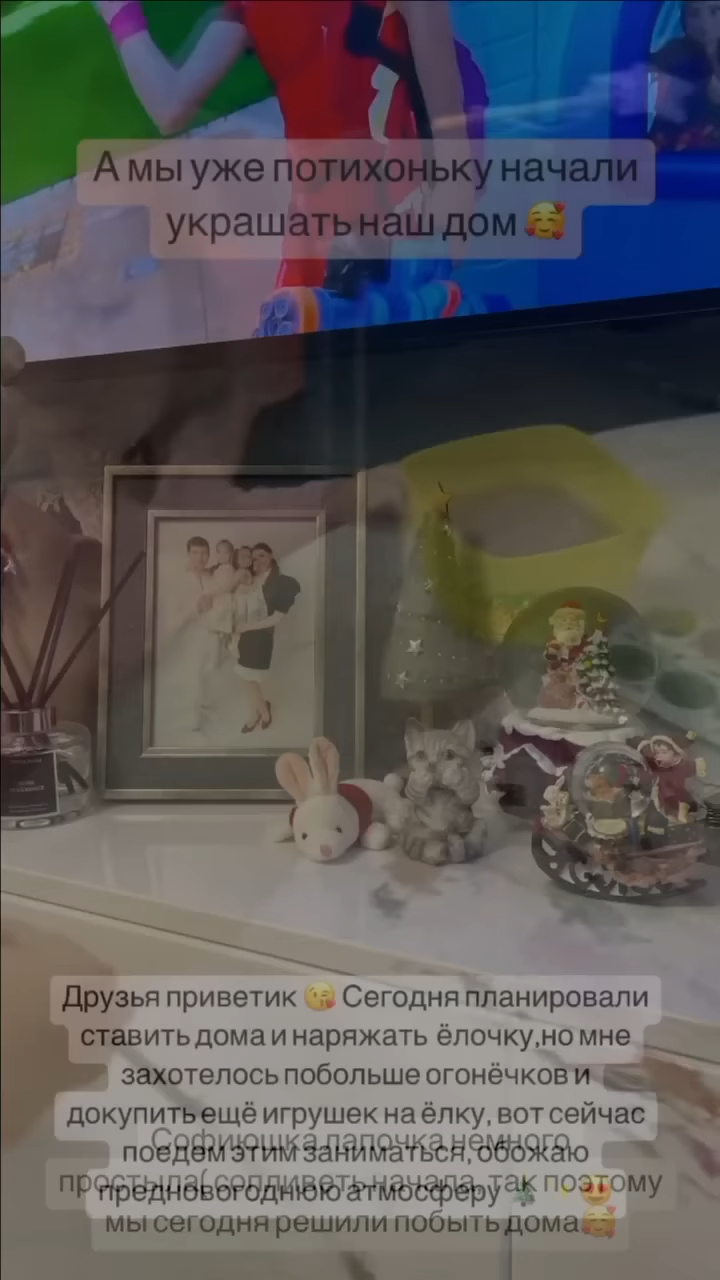 А мы уже потихоньку начали
украшать наш дом 🥰
Друзья приветик 😘 Сегодня планировали
ставить дома и наряжать ёлочку,но мне
захотелось побольше огонёчков и
докупить ещё игрушек на ёлку, вот сейчас
поедем этим заниматься, обожаю
предновогоднюю атмосферу 🎄 😍
Софиюшка лапочка немного
простыла( сопливеть начала, так поэтому
мы сегодня решили побыть дома🥰